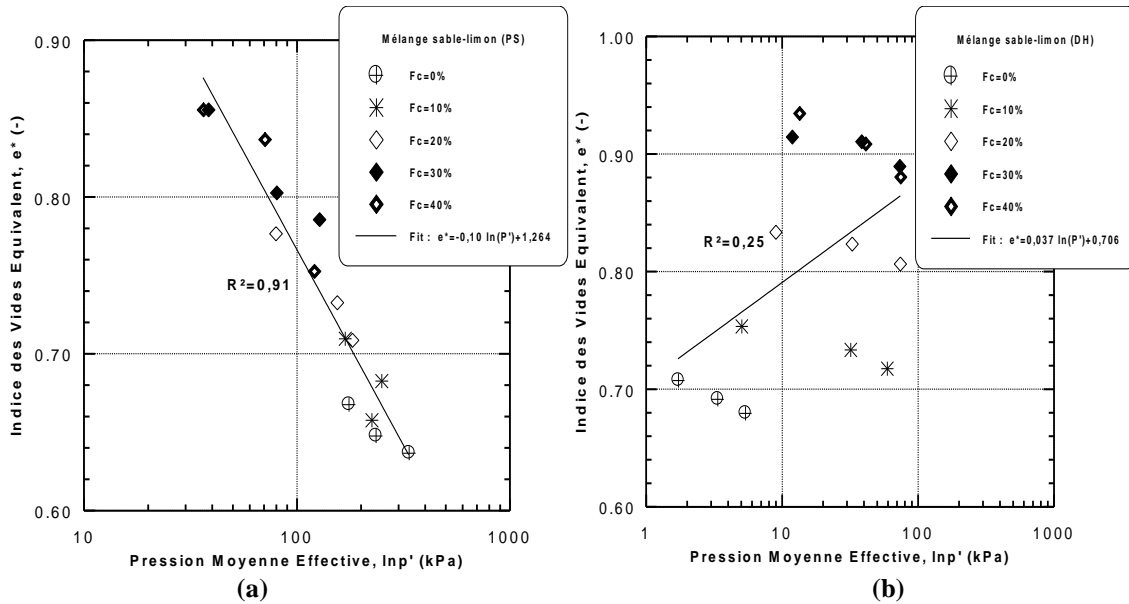 0.90
0.80
0.70
0.60
Indice des Vides Equivalent, e* (-)
Mélange sable-limon (PS)
Fc=0%
Fc=10%
Fc=20%
Fc=30%
Fc=40%
Fit : e*=-0,10 ln(P')+1,264
R²=0,91
10
100
1000
Pression Moyenne Effective, lnp' (kPa)
(a)
1.00
0.90
0.80
0.70
0.60
Indice des Vides Equivalent, e* (-)
Mélange sable-limon (DH)
Fc=0%
Fc=10%
Fc=20%
Fc=30%
Fc=40%
Fit : e*=0,037 ln(P')+0,706
R²=0,25
1
10
100
1000
Pression Moyenne Effective, lnp' (kPa)
(b)